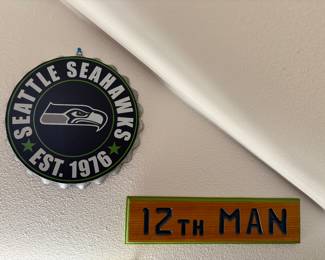 SEATTLE SEAHAWKS
EST. 1976
12TH MAN